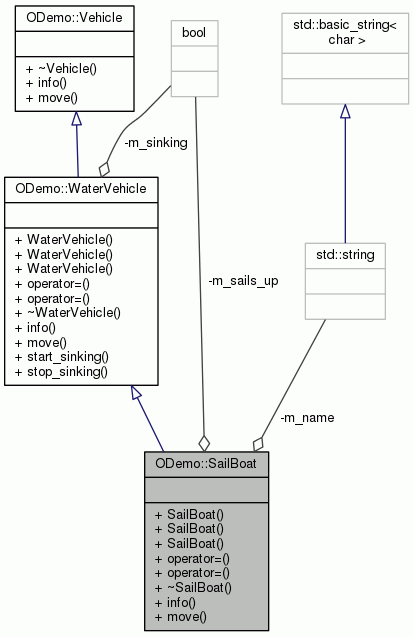 ODemo::Vehicle
+ ~Vehicle()
+ info()
+ move()
bool
std::basic_string<
char >
-m_sinking
ODemo::WaterVehicle
+ WaterVehicle()
+ WaterVehicle()
+ WaterVehicle()
+ operator=()
+ operator=()
+ ~WaterVehicle()
+ info()
+ move()
+ start_sinking()
+ stop_sinking()
std::string
-m_sails_up
-m_name
ODemo::SailBoat
+ SailBoat()
+ SailBoat()
+ SailBoat()
+ operator=()
+ operator=()
+ ~SailBoat()
+ info()
+ move()